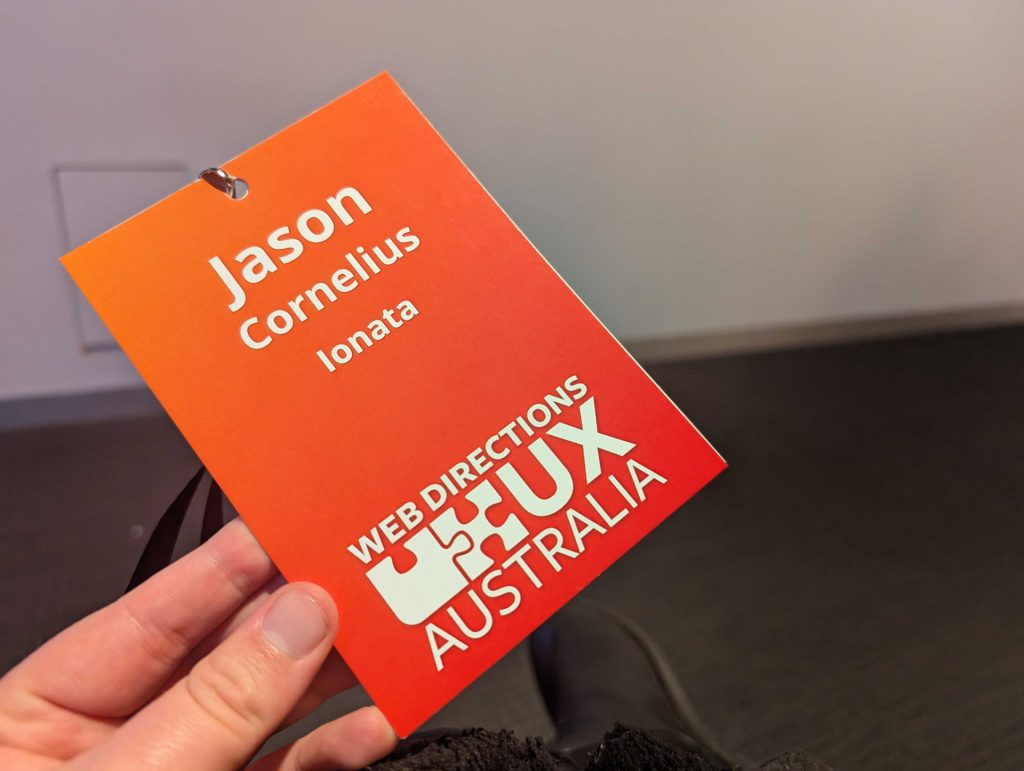 Jason
Cornelius
Ionata
WEB DIRECTIONS
UX
AUSTRALIA